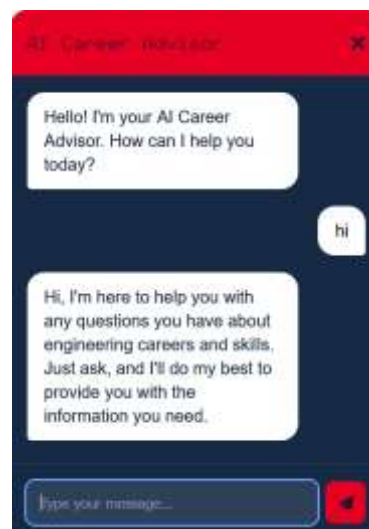 AI Career Advisor
Hello! I'm your AI Career
Advisor. How can I help you
today?
hi
Hi, I'm here to help you with
any questions you have about
engineering careers and skills.
Just ask, and I'll do my best to
provide you with the
information you need.
Type your message...